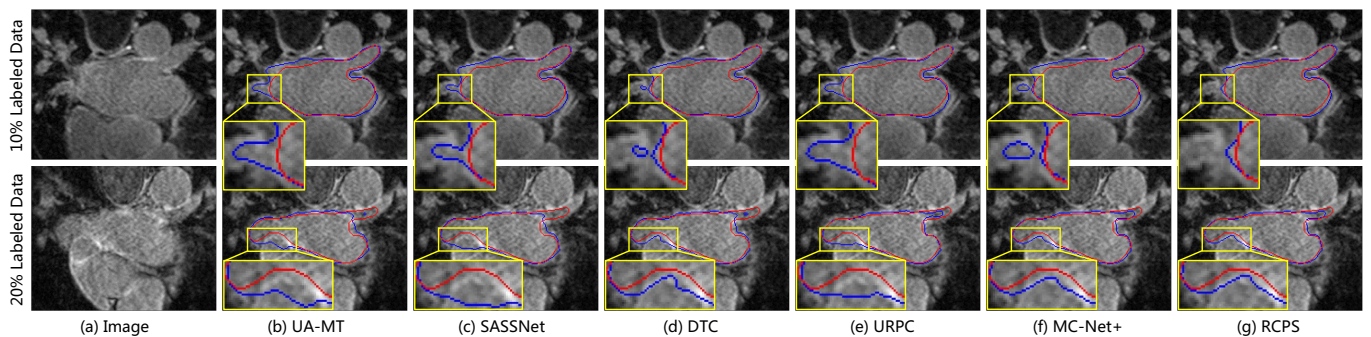 10% Labeled Data
20% Labeled Data
(a) Image
(b) UA-MT
(c) SASSNet
(d) DTC
(e) URPC
(f) MC-Net+
(g) RCPS